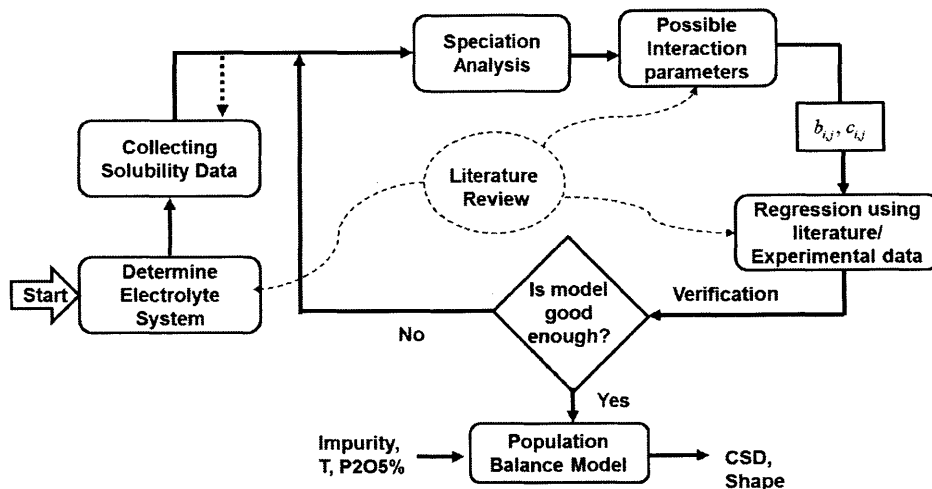 Speciation
Analysis
Possible
Interaction
parameters
b_{i,j}, c_{i,j}
Collecting
Solubility Data
Literature
Review
Regression using
literature/
Experimental data
Start
Determine
Electrolyte
System
Is model
good
enough?
Verification
No
Yes
Impurity,
T, P2O5%
Population
Balance Model
CSD,
Shape